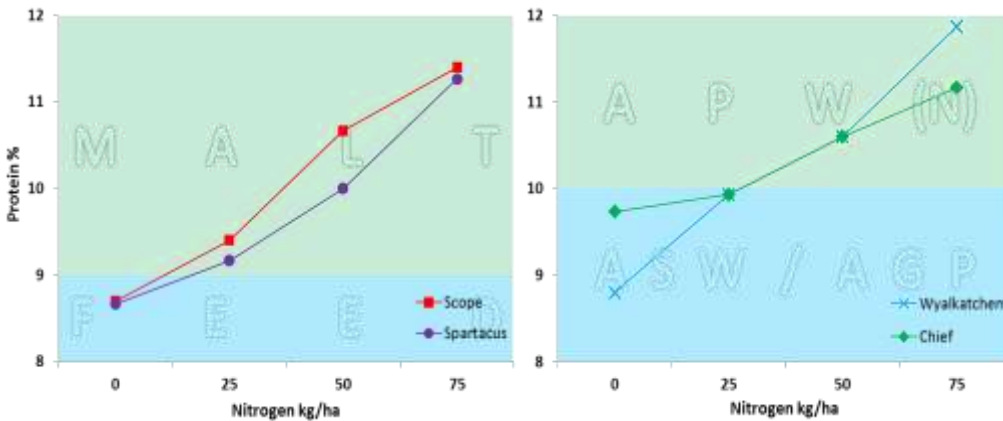 12
11
10
9
8
Protein %
M A L T
F E E D
Scope
Spartacus
0 25 50 75
Nitrogen kg/ha
12
11
10
9
8
A P W (N)
A S W / A G P
Wyalkatchem
Chief
0 25 50 75
Nitrogen kg/ha